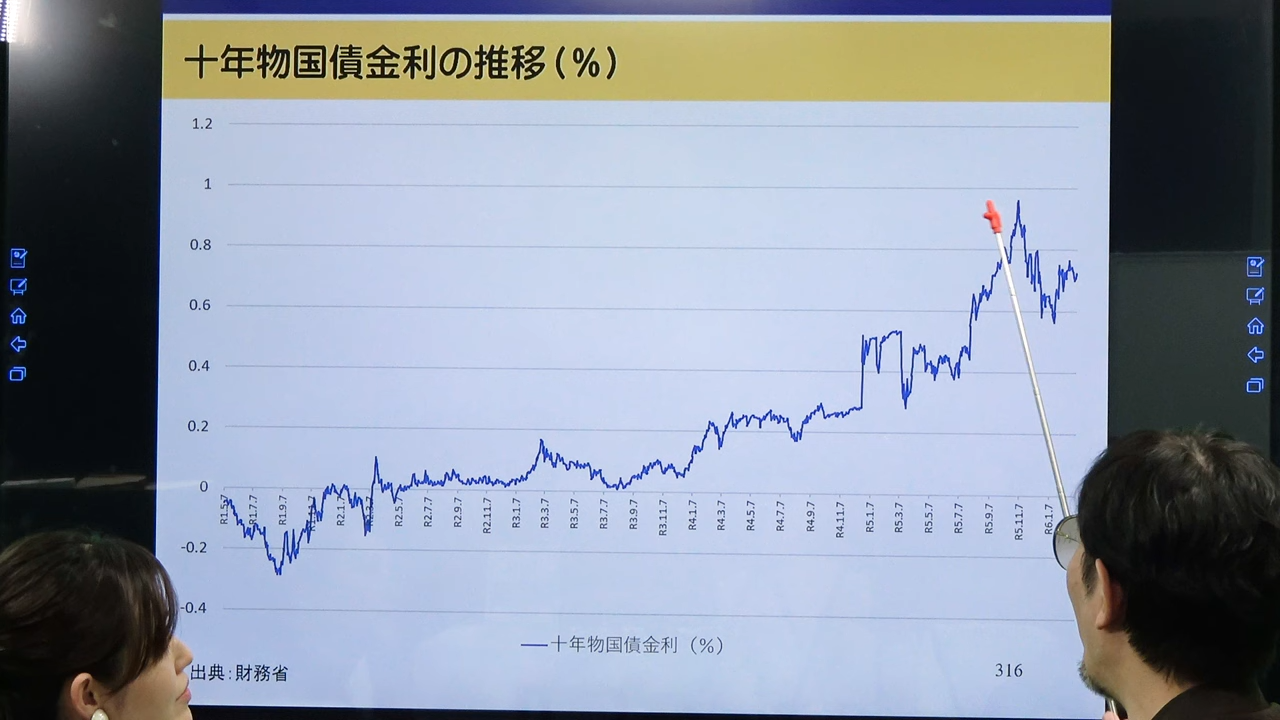 十年物国債金利の推移(%)
1.2
1
0.8
0.6
0.4
0.2
0
-0.2
-0.4
R1.5.7
R1.7.7
R1.9.7
R2.1.7
R2.5.7
R2.7.7
R2.9.7
R2.11.7
R3.1.7
R3.3.7
R3.5.7
R3.7.7
R3.9.7
R3.11.7
R4.1.7
R4.3.7
R4.5.7
R4.7.7
R4.9.7
R4.11.7
R5.1.7
R5.3.7
R5.5.7
R5.7.7
R5.9.7
R5.11.7
R6.1.7
十年物国債金利(%)
出典:財務省
316